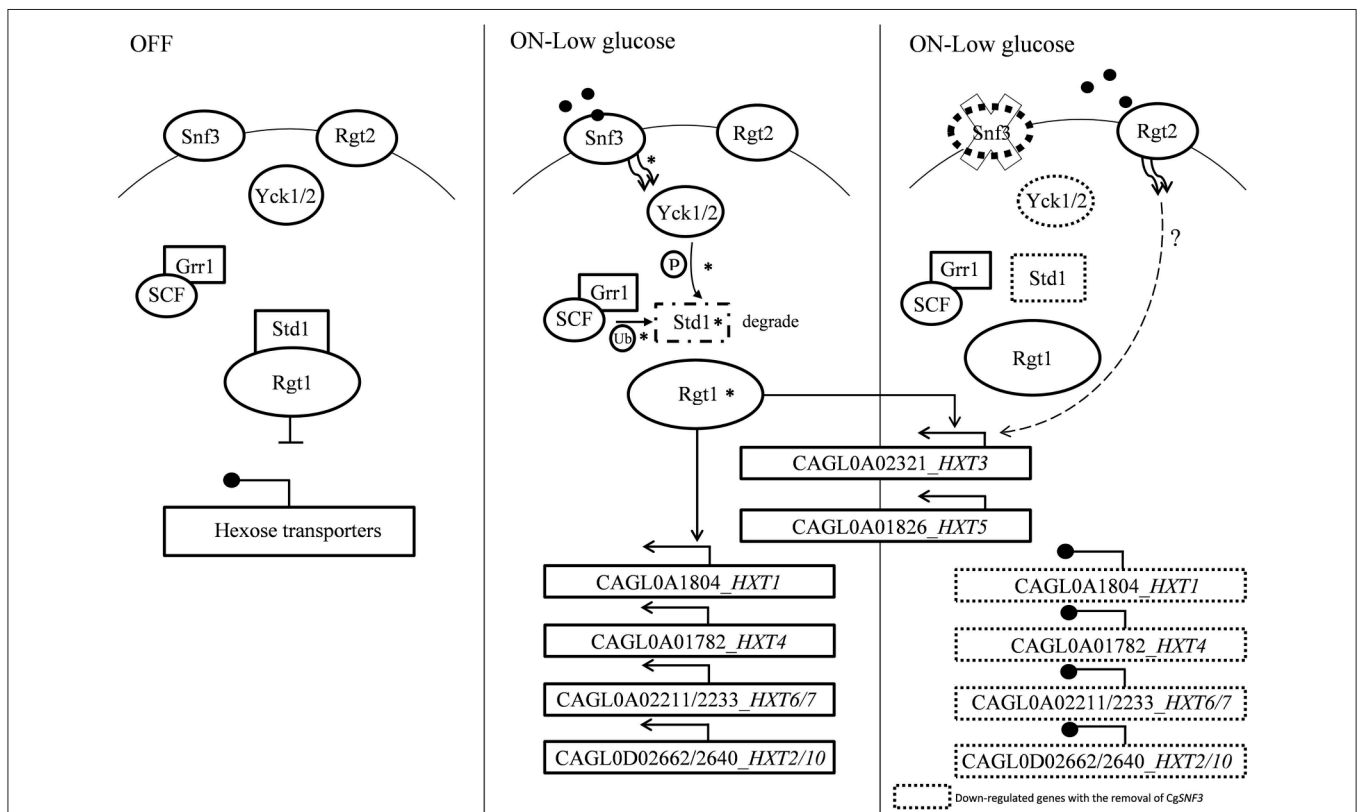 OFF
Snf3
Rgt2
Yck1/2
Grr1
SCF
Std1
Rgt1
Hexose transporters
ON-Low glucose
Snf3
Rgt2
*
Yck1/2
P
*
Grr1
SCF
Ub
*
Std1*
degrade
Rgt1 *
CAGL0A02321_HXT3
CAGL0A01826_HXT5
CAGL0A1804_HXT1
CAGL0A01782_HXT4
CAGL0A02211/2233_HXT6/7
CAGL0D02662/2640_HXT2/10
ON-Low glucose
Snf3
Rgt2
Yck1/2
?
Grr1
SCF
Std1
Rgt1
CAGL0A1804_HXT1
CAGL0A01782_HXT4
CAGL0A02211/2233_HXT6/7
CAGL0D02662/2640_HXT2/10
Down-regulated genes with the removal of CgSNF3